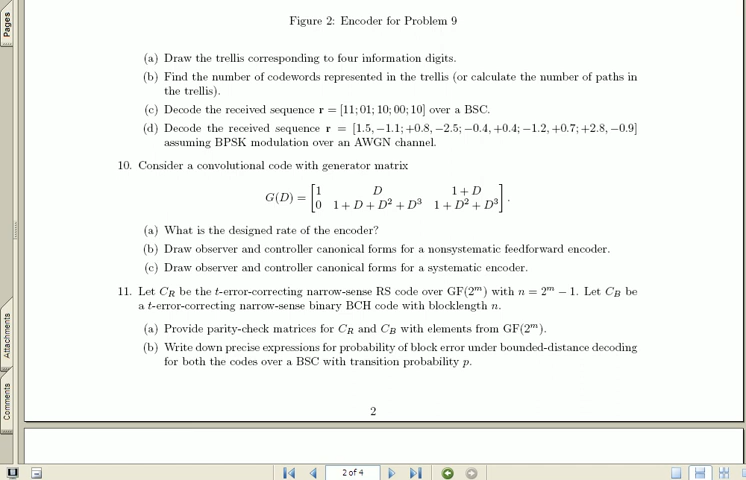 Pages
Attachments
Comments
Figure 2: Encoder for Problem 9
(a) Draw the trellis corresponding to four information digits.
(b) Find the number of codewords represented in the trellis (or calculate the number of paths in
the trellis).
(c) Decode the received sequence r = [11; 01; 10; 00; 10] over a BSC.
(d) Decode the received sequence r = [1.5, −1.1; +0.8, −2.5; −0.4, +0.4; −1.2, +0.7; +2.8, −0.9]
assuming BPSK modulation over an AWGN channel.
10. Consider a convolutional code with generator matrix
G(D) = [1 D 1 + D
0 1 + D + D² + D³ 1 + D² + D³].
(a) What is the designed rate of the encoder?
(b) Draw observer and controller canonical forms for a nonsystematic feedforward encoder.
(c) Draw observer and controller canonical forms for a systematic encoder.
11. Let C_R be the t-error-correcting narrow-sense RS code over GF(2^m) with n = 2^m − 1. Let C_B be
a t-error-correcting narrow-sense binary BCH code with blocklength n.
(a) Provide parity-check matrices for C_R and C_B with elements from GF(2^m).
(b) Write down precise expressions for probability of block error under bounded-distance decoding
for both the codes over a BSC with transition probability p.
2
2 of 4